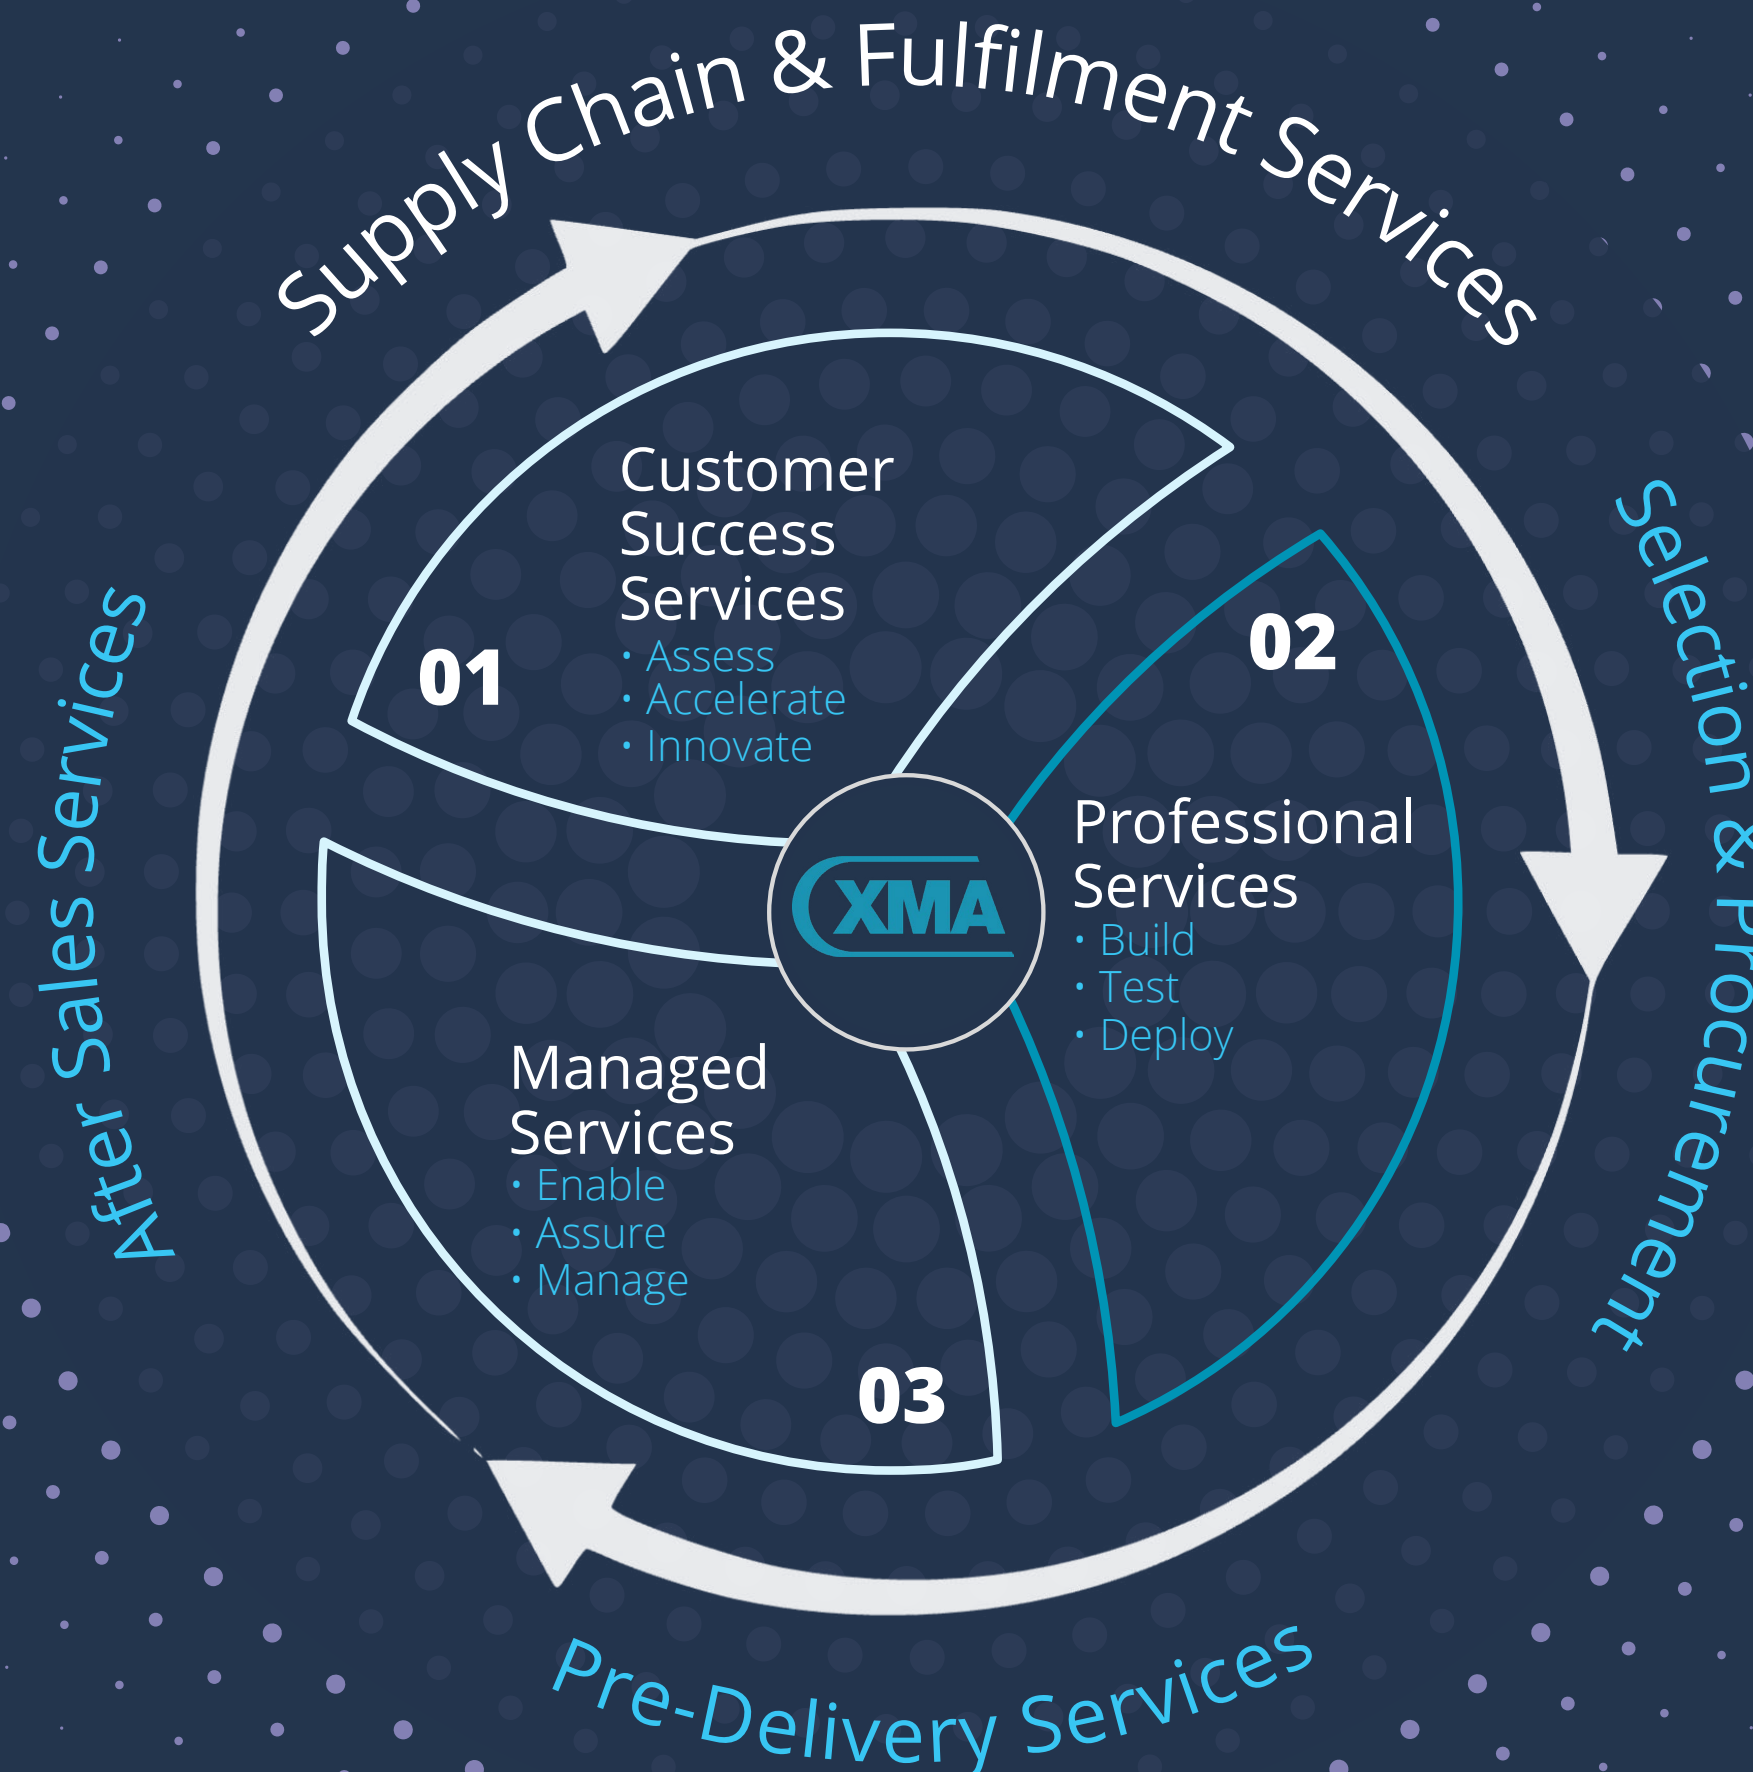 Supply Chain & Fulfilment Services
Customer
Success
Services
• Assess
• Accelerate
• Innovate
01
02
Professional
Services
• Build
• Test
• Deploy
XMA
Managed
Services
• Enable
• Assure
• Manage
03
Selection & Procurement
Pre-Delivery Services
After Sales Services